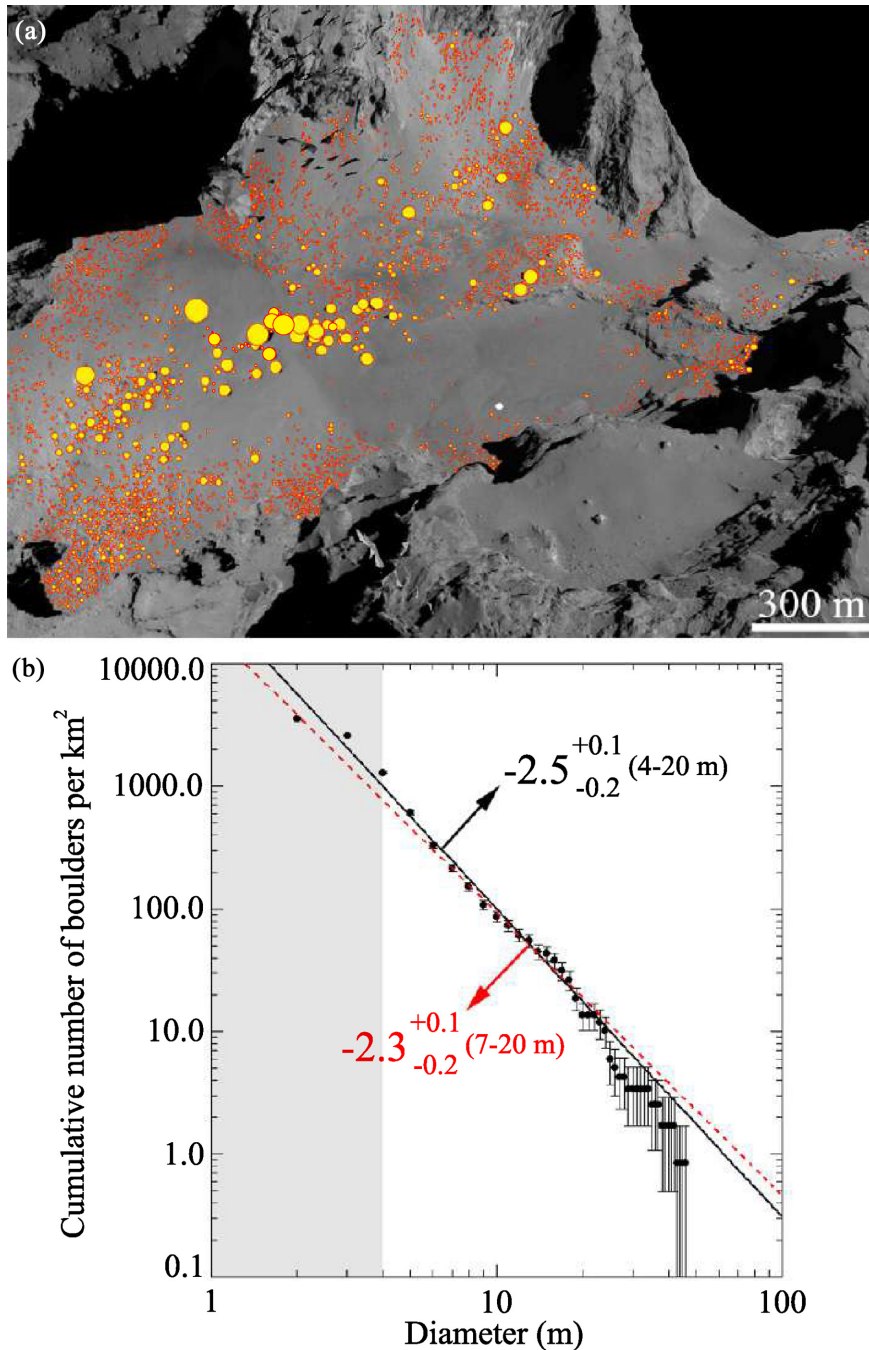 (a)
300 m
(b)
Cumulative number of boulders per km2
10000.0
1000.0
100.0
10.0
1.0
0.1
-2.5 +0.1 -0.2 (4-20 m)
-2.3 +0.1 -0.2 (7-20 m)
1
10
100
Diameter (m)